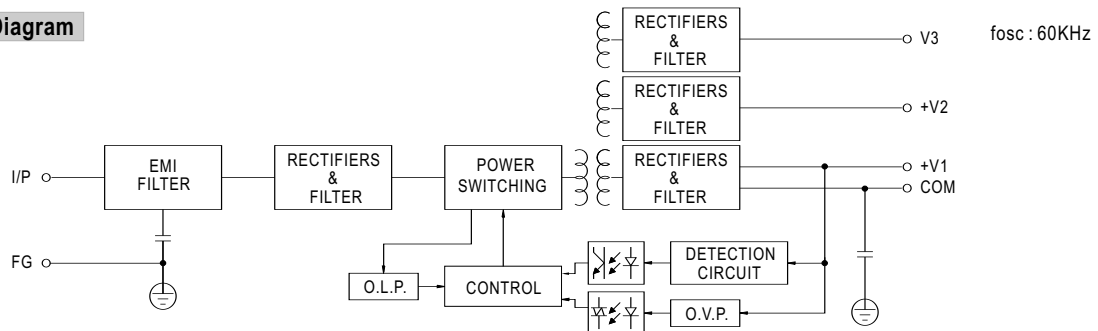 Diagram
RECTIFIERS
&
FILTER
V3
fosc : 60KHz
RECTIFIERS
&
FILTER
+V2
I/P
EMI
FILTER
RECTIFIERS
&
FILTER
POWER
SWITCHING
RECTIFIERS
&
FILTER
+V1
COM
FG
O.L.P.
CONTROL
DETECTION
CIRCUIT
O.V.P.